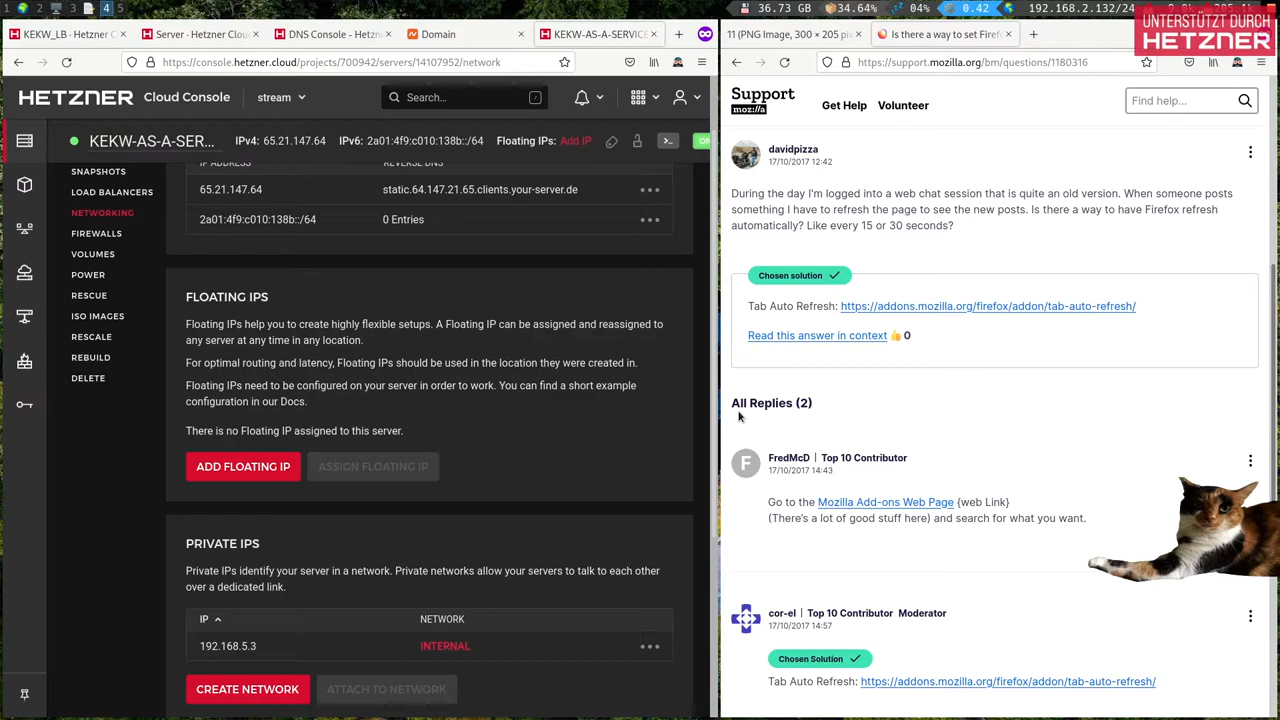 1 2 3 4 5
36.73 GB 34.64% 54% 0.42 192.168.2.132/24
UNTERSTÜTZT DURCH
HETZNER
KEKW_LB - Hetzner C
Server · Hetzner Cloud
DNS Console - Hetzne
Domain
KEKW-AS-A-SERVICE
https://console.hetzner.cloud/projects/700942/servers/14107952/network
HETZNER Cloud Console
stream
Search...
KEKW-AS-A-SER...
IPv4: 65.21.147.64
IPv6: 2a01:4f9:c010:138b::/64
Floating IPs: Add IP
ON
SNAPSHOTS
LOAD BALANCERS
NETWORKING
FIREWALLS
VOLUMES
POWER
RESCUE
ISO IMAGES
RESCALE
REBUILD
DELETE
IP ADDRESS REVERSE DNS
65.21.147.64 static.64.147.21.65.clients.your-server.de
2a01:4f9:c010:138b::/64 0 Entries
FLOATING IPS
Floating IPs help you to create highly flexible setups. A Floating IP can be assigned and reassigned to
any Server at any time in any location.
For optimal routing and latency, Floating IPs should be used in the location they were created in.
Floating IPs need to be configured on your server in order to work. You can find a short example
configuration in our Docs.
There is no Floating IP assigned to this server.
ADD FLOATING IP
ASSIGN FLOATING IP
PRIVATE IPS
Private IPs identify your server in a network. Private networks allow your servers to talk to each other
over a dedicated link.
IP NETWORK
192.168.5.3 INTERNAL
CREATE NETWORK
ATTACH TO NETWORK
11 (PNG Image, 300 × 205 pix
Is there a way to set Firef
https://support.mozilla.org/bm/questions/1180316
Support
moz://a
Get Help Volunteer
Find help...
davidpizza
17/10/2017 12:42
During the day I'm logged into a web chat session that is quite an old version. When someone posts
something I have to refresh the page to see the new posts. Is there a way to have Firefox refresh
automatically? Like every 15 or 30 seconds?
Chosen solution
Tab Auto Refresh: https://addons.mozilla.org/firefox/addon/tab-auto-refresh/
Read this answer in context 👍 0
All Replies (2)
F
FredMcD | Top 10 Contributor
17/10/2017 14:43
Go to the Mozilla Add-ons Web Page {web Link}
(There's a lot of good stuff here) and search for what you want.
cor-el | Top 10 Contributor Moderator
17/10/2017 14:57
Chosen Solution
Tab Auto Refresh: https://addons.mozilla.org/firefox/addon/tab-auto-refresh/